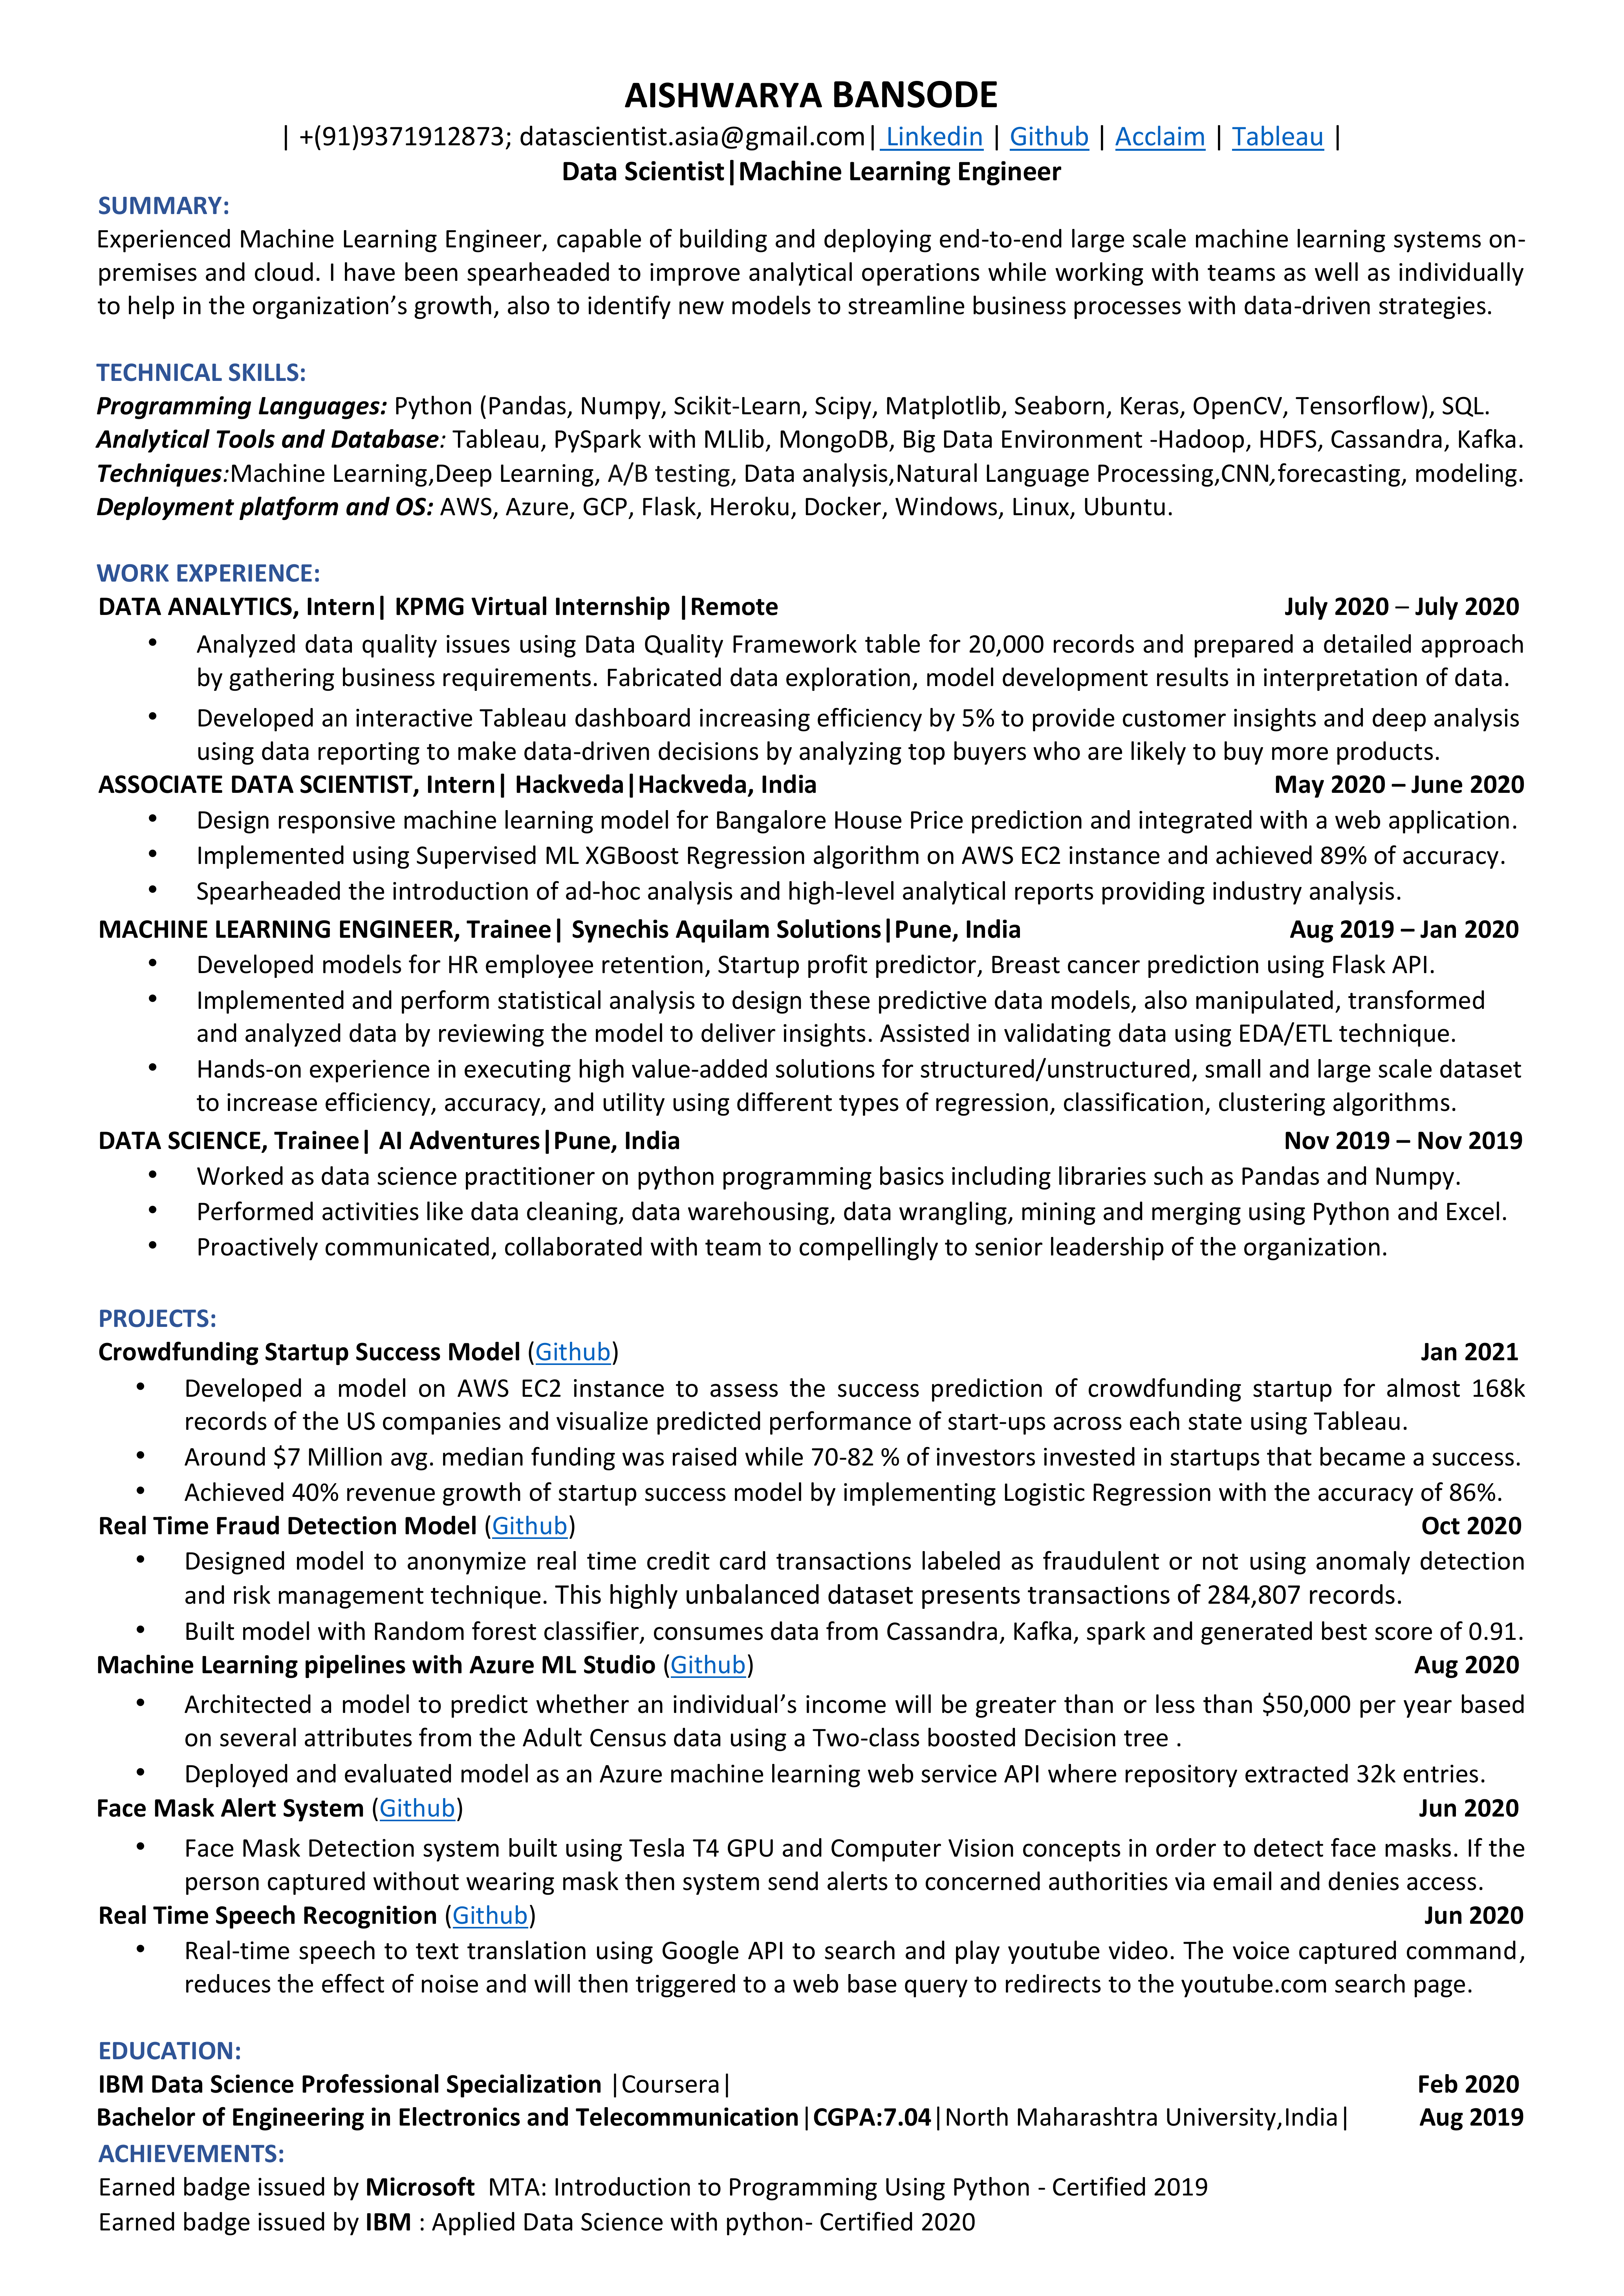 AISHWARYA BANSODE
| +(91)9371912873; datascientist.asia@gmail.com| Linkedin | Github | Acclaim | Tableau |
Data Scientist|Machine Learning Engineer
SUMMARY:
Experienced Machine Learning Engineer, capable of building and deploying end-to-end large scale machine learning systems on-
premises and cloud. I have been spearheaded to improve analytical operations while working with teams as well as individually
to help in the organization’s growth, also to identify new models to streamline business processes with data-driven strategies.
TECHNICAL SKILLS:
Programming Languages: Python (Pandas, Numpy, Scikit-Learn, Scipy, Matplotlib, Seaborn, Keras, OpenCV, Tensorflow), SQL.
Analytical Tools and Database: Tableau, PySpark with MLlib, MongoDB, Big Data Environment -Hadoop, HDFS, Cassandra, Kafka.
Techniques:Machine Learning,Deep Learning, A/B testing, Data analysis,Natural Language Processing,CNN,forecasting, modeling.
Deployment platform and OS: AWS, Azure, GCP, Flask, Heroku, Docker, Windows, Linux, Ubuntu.
WORK EXPERIENCE:
DATA ANALYTICS, Intern| KPMG Virtual Internship |Remote July 2020 – July 2020
• Analyzed data quality issues using Data Quality Framework table for 20,000 records and prepared a detailed approach
by gathering business requirements. Fabricated data exploration, model development results in interpretation of data.
• Developed an interactive Tableau dashboard increasing efficiency by 5% to provide customer insights and deep analysis
using data reporting to make data-driven decisions by analyzing top buyers who are likely to buy more products.
ASSOCIATE DATA SCIENTIST, Intern| Hackveda|Hackveda, India May 2020 – June 2020
• Design responsive machine learning model for Bangalore House Price prediction and integrated with a web application.
• Implemented using Supervised ML XGBoost Regression algorithm on AWS EC2 instance and achieved 89% of accuracy.
• Spearheaded the introduction of ad-hoc analysis and high-level analytical reports providing industry analysis.
MACHINE LEARNING ENGINEER, Trainee| Synechis Aquilam Solutions|Pune, India Aug 2019 – Jan 2020
• Developed models for HR employee retention, Startup profit predictor, Breast cancer prediction using Flask API.
• Implemented and perform statistical analysis to design these predictive data models, also manipulated, transformed
and analyzed data by reviewing the model to deliver insights. Assisted in validating data using EDA/ETL technique.
• Hands-on experience in executing high value-added solutions for structured/unstructured, small and large scale dataset
to increase efficiency, accuracy, and utility using different types of regression, classification, clustering algorithms.
DATA SCIENCE, Trainee| AI Adventures|Pune, India Nov 2019 – Nov 2019
• Worked as data science practitioner on python programming basics including libraries such as Pandas and Numpy.
• Performed activities like data cleaning, data warehousing, data wrangling, mining and merging using Python and Excel.
• Proactively communicated, collaborated with team to compellingly to senior leadership of the organization.
PROJECTS:
Crowdfunding Startup Success Model (Github) Jan 2021
• Developed a model on AWS EC2 instance to assess the success prediction of crowdfunding startup for almost 168k
records of the US companies and visualize predicted performance of start-ups across each state using Tableau.
• Around $7 Million avg. median funding was raised while 70-82 % of investors invested in startups that became a success.
• Achieved 40% revenue growth of startup success model by implementing Logistic Regression with the accuracy of 86%.
Real Time Fraud Detection Model (Github) Oct 2020
• Designed model to anonymize real time credit card transactions labeled as fraudulent or not using anomaly detection
and risk management technique. This highly unbalanced dataset presents transactions of 284,807 records.
• Built model with Random forest classifier, consumes data from Cassandra, Kafka, spark and generated best score of 0.91.
Machine Learning pipelines with Azure ML Studio (Github) Aug 2020
• Architected a model to predict whether an individual’s income will be greater than or less than $50,000 per year based
on several attributes from the Adult Census data using a Two-class boosted Decision tree .
• Deployed and evaluated model as an Azure machine learning web service API where repository extracted 32k entries.
Face Mask Alert System (Github) Jun 2020
• Face Mask Detection system built using Tesla T4 GPU and Computer Vision concepts in order to detect face masks. If the
person captured without wearing mask then system send alerts to concerned authorities via email and denies access.
Real Time Speech Recognition (Github) Jun 2020
• Real-time speech to text translation using Google API to search and play youtube video. The voice captured command,
reduces the effect of noise and will then triggered to a web base query to redirects to the youtube.com search page.
EDUCATION:
IBM Data Science Professional Specialization |Coursera| Feb 2020
Bachelor of Engineering in Electronics and Telecommunication|CGPA:7.04|North Maharashtra University,India| Aug 2019
ACHIEVEMENTS:
Earned badge issued by Microsoft MTA: Introduction to Programming Using Python - Certified 2019
Earned badge issued by IBM : Applied Data Science with python- Certified 2020